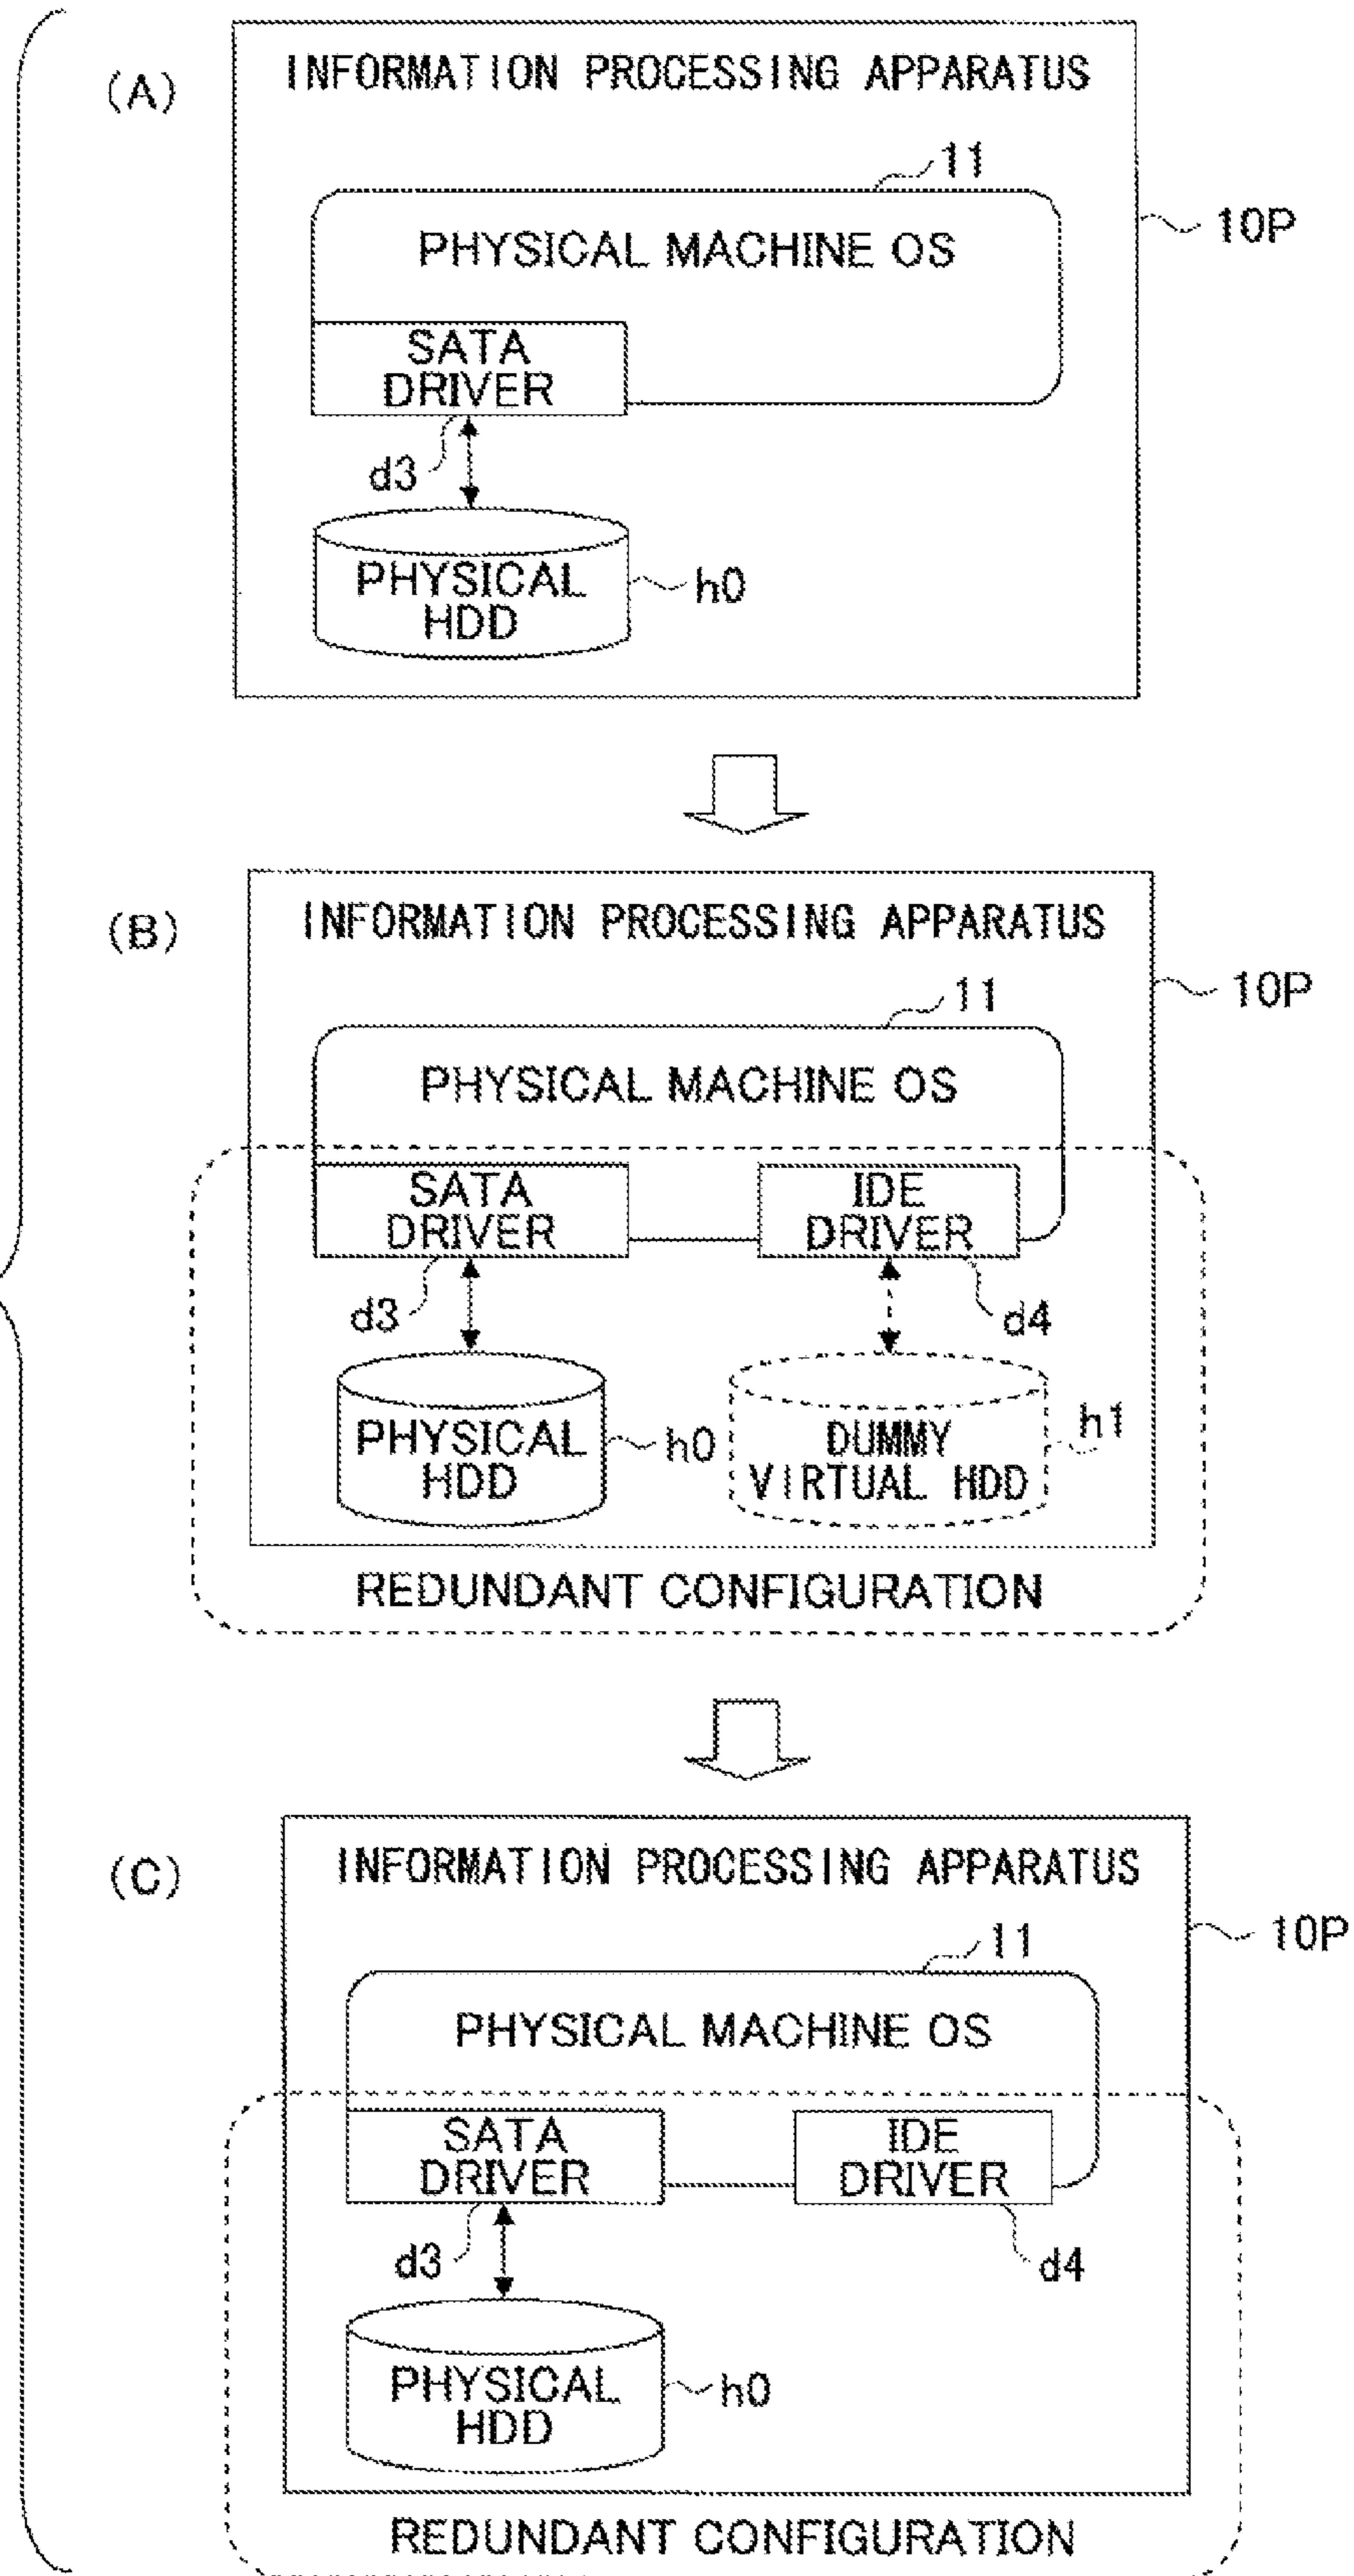 (A)
INFORMATION PROCESSING APPARATUS
11
10P
PHYSICAL MACHINE OS
SATA
DRIVER
d3
PHYSICAL
HDD
h0
(B)
INFORMATION PROCESSING APPARATUS
10P
11
PHYSICAL MACHINE OS
SATA
DRIVER
IDE
DRIVER
d3
d4
PHYSICAL
HDD
h0
DUMMY
VIRTUAL HDD
h1
REDUNDANT CONFIGURATION
(C)
INFORMATION PROCESSING APPARATUS
10P
11
PHYSICAL MACHINE OS
SATA
DRIVER
IDE
DRIVER
d3
d4
PHYSICAL
HDD
h0
REDUNDANT CONFIGURATION